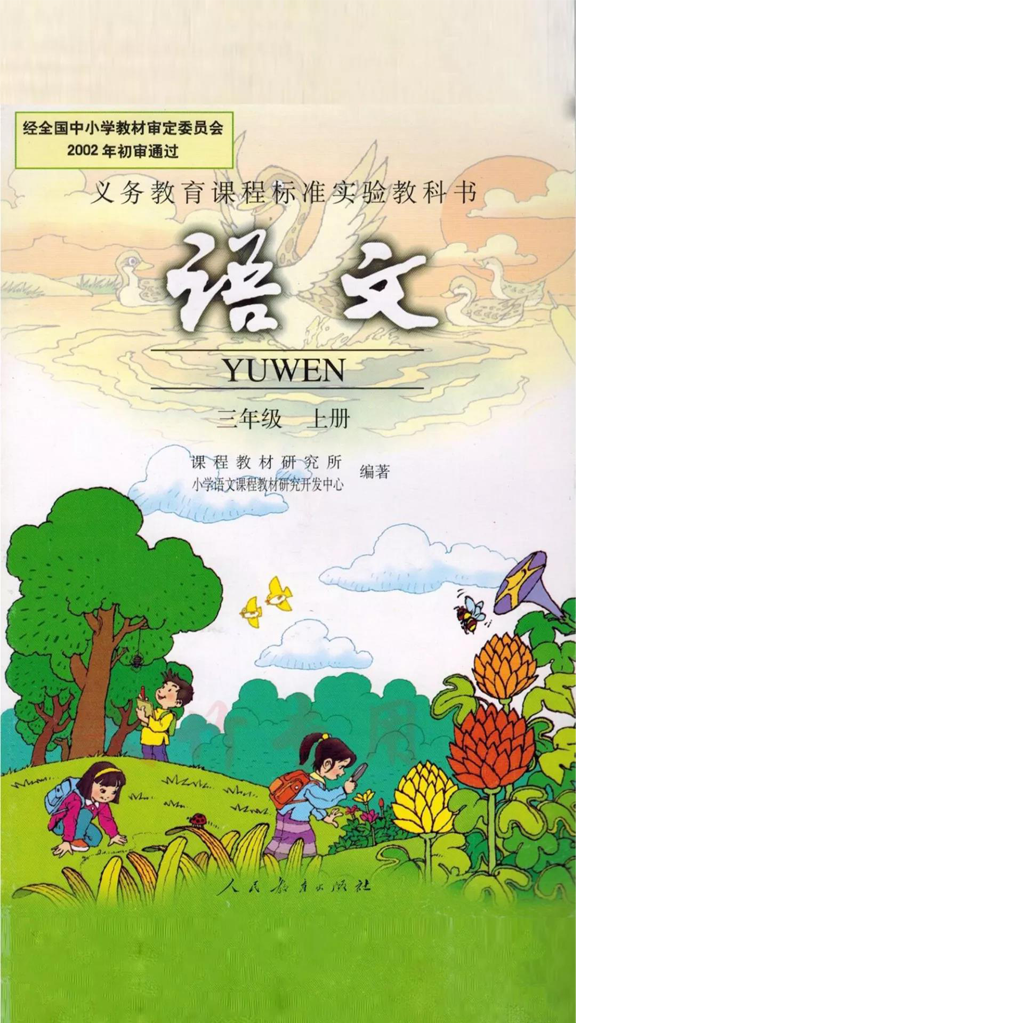 经全国中小学教材审定委员会
2002年初审通过
义务教育课程标准实验教科书
语文
YUWEN
三年级 上册
课程教材研究所
小学语文课程教材研究开发中心
编著
人民教育出版社